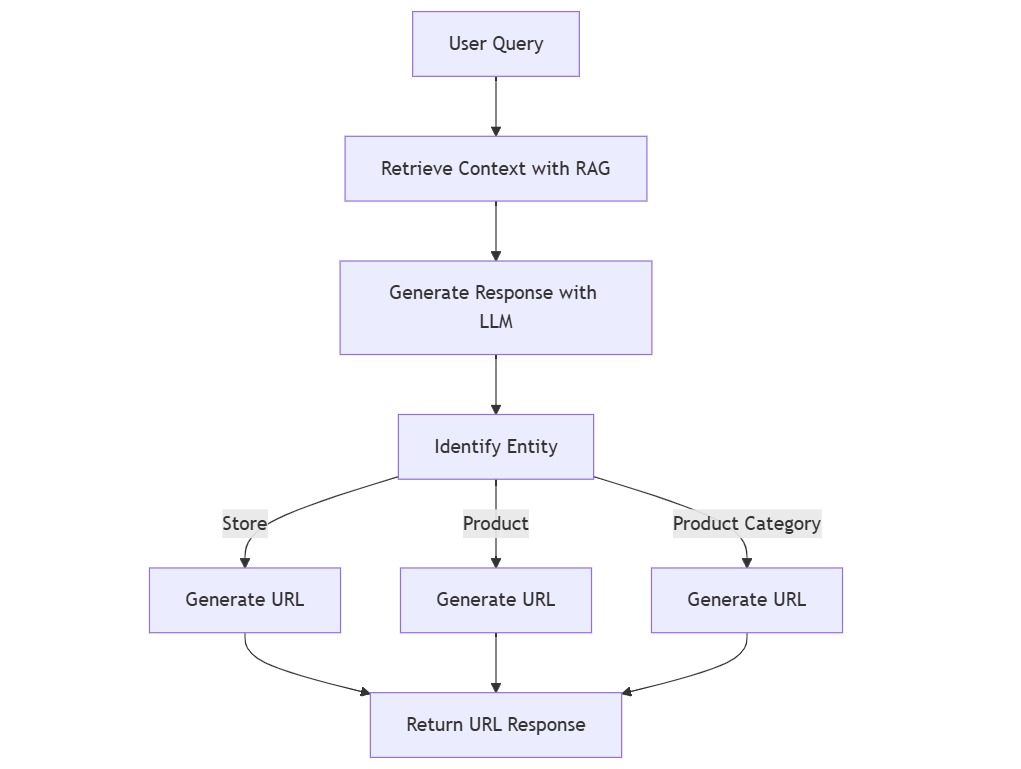 User Query
Retrieve Context with RAG
Generate Response with
LLM
Identify Entity
Store
Product
Product Category
Generate URL
Generate URL
Generate URL
Return URL Response